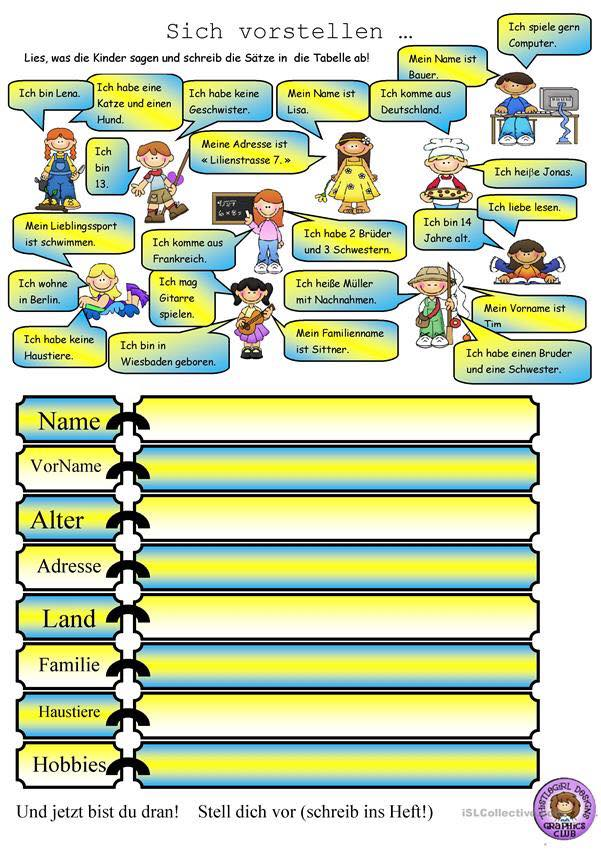 Sich vorstellen …
Lies, was die Kinder sagen und schreib die Sätze in die Tabelle ab!
Ich spiele gern
Computer.
Mein Name ist
Bauer.
Ich bin Lena.
Ich habe eine
Katze und einen
Hund.
Ich habe keine
Geschwister.
Mein Name ist
Lisa.
Ich komme aus
Deutschland.
Ich
bin
13.
Meine Adresse ist
« Lilienstrasse 7. »
Ich heiße Jonas.
Ich liebe lesen.
Mein Lieblingssport
ist schwimmen.
Ich komme aus
Frankreich.
Ich habe 2 Brüder
und 3 Schwestern.
Ich bin 14
Jahre alt.
Ich wohne
in Berlin.
Ich mag
Gitarre
spielen.
Ich heiße Müller
mit Nachnahmen.
Mein Vorname ist
Tim
Ich habe keine
Haustiere.
Ich bin in
Wiesbaden geboren.
Mein Familienname
ist Sittner.
Ich habe einen Bruder
und eine Schwester.
Name
VorName
Alter
Adresse
Land
Familie
Haustiere
Hobbies
Und jetzt bist du dran! Stell dich vor (schreib ins Heft!)
iSLCollective
THISTLEGIRL DESIGNS
GRAPHICS
CLUB